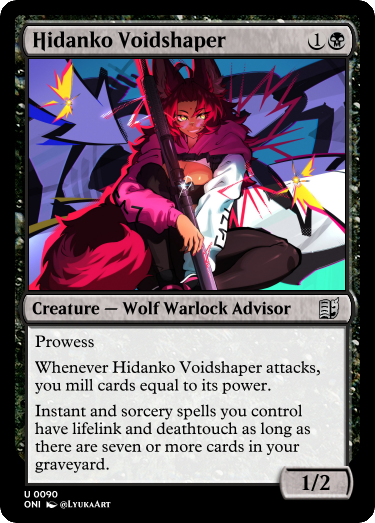 Hidanko Voidshaper 1
Creature — Wolf Warlock Advisor
Prowess
Whenever Hidanko Voidshaper attacks,
you mill cards equal to its power.
Instant and sorcery spells you control
have lifelink and deathtouch as long as
there are seven or more cards in your
graveyard.
1/2
U 0090
ONI @LyukaArt